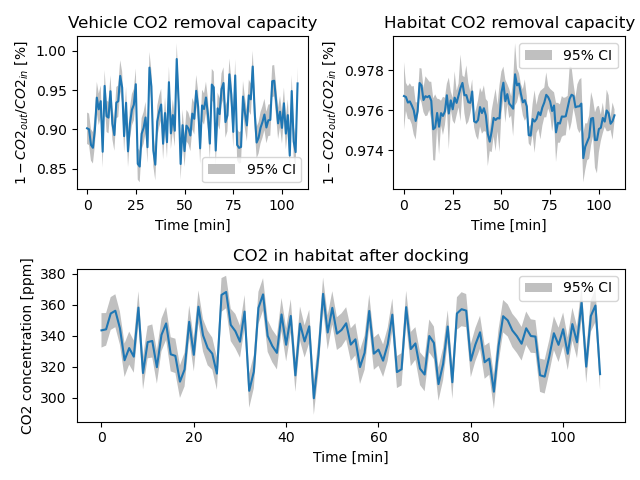 Vehicle CO2 removal capacity
1 − CO2out/CO2in [%]
1.00
0.95
0.90
0.85
95% CI
0 25 50 75 100
Time [min]
Habitat CO2 removal capacity
1 − CO2out/CO2in [%]
0.978
0.976
0.974
95% CI
0 25 50 75 100
Time [min]
CO2 in habitat after docking
CO2 concentration [ppm]
380
360
340
320
300
95% CI
0 20 40 60 80 100
Time [min]